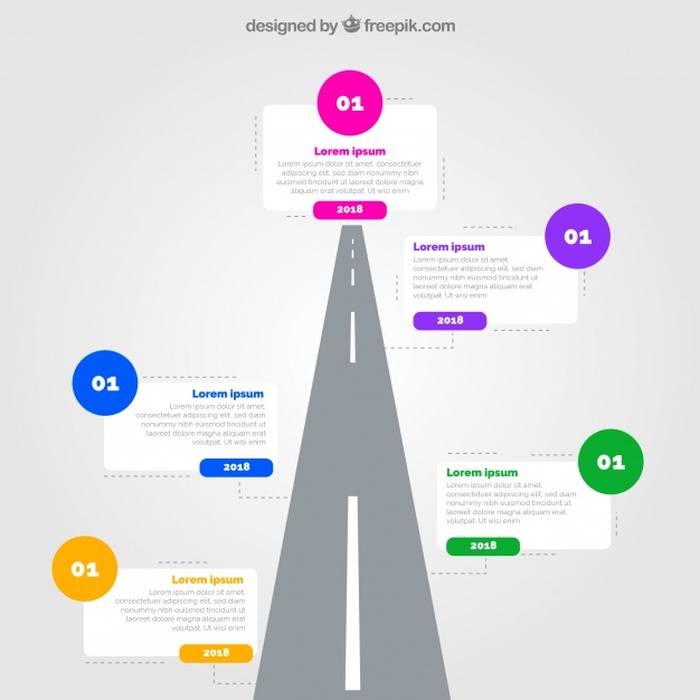 designed by freepik.com
01
Lorem ipsum
Lorem ipsum dolor sit amet, consectetuer
adipiscing elit, sed diam nonummy nibh
euismod tincidunt ut laoreet dolore magna
aliquam erat volutpat. Ut wisi enim
2018
01
Lorem ipsum
Lorem ipsum dolor sit amet,
consectetuer adipiscing elit, sed diam
nonummy nibh euismod tincidunt ut
laoreet dolore magna aliquam erat
volutpat. Ut wisi enim
2018
01
Lorem ipsum
Lorem ipsum dolor sit amet,
consectetuer adipiscing elit, sed diam
nonummy nibh euismod tincidunt ut
laoreet dolore magna aliquam erat
volutpat. Ut wisi enim
2018
01
Lorem ipsum
Lorem ipsum dolor sit amet,
consectetuer adipiscing elit, sed diam
nonummy nibh euismod tincidunt ut
laoreet dolore magna aliquam erat
volutpat. Ut wisi enim
2018
01
Lorem ipsum
Lorem ipsum dolor sit amet,
consectetuer adipiscing elit, sed diam
nonummy nibh euismod tincidunt ut
laoreet dolore magna aliquam erat
volutpat. Ut wisi enim
2018